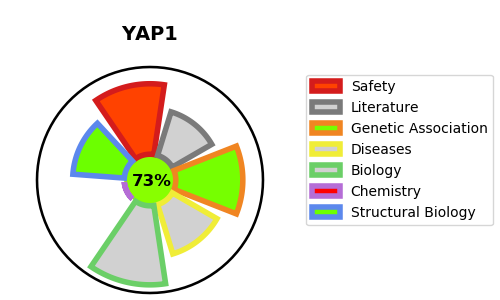 YAP1
73%
Safety
Literature
Genetic Association
Diseases
Biology
Chemistry
Structural Biology